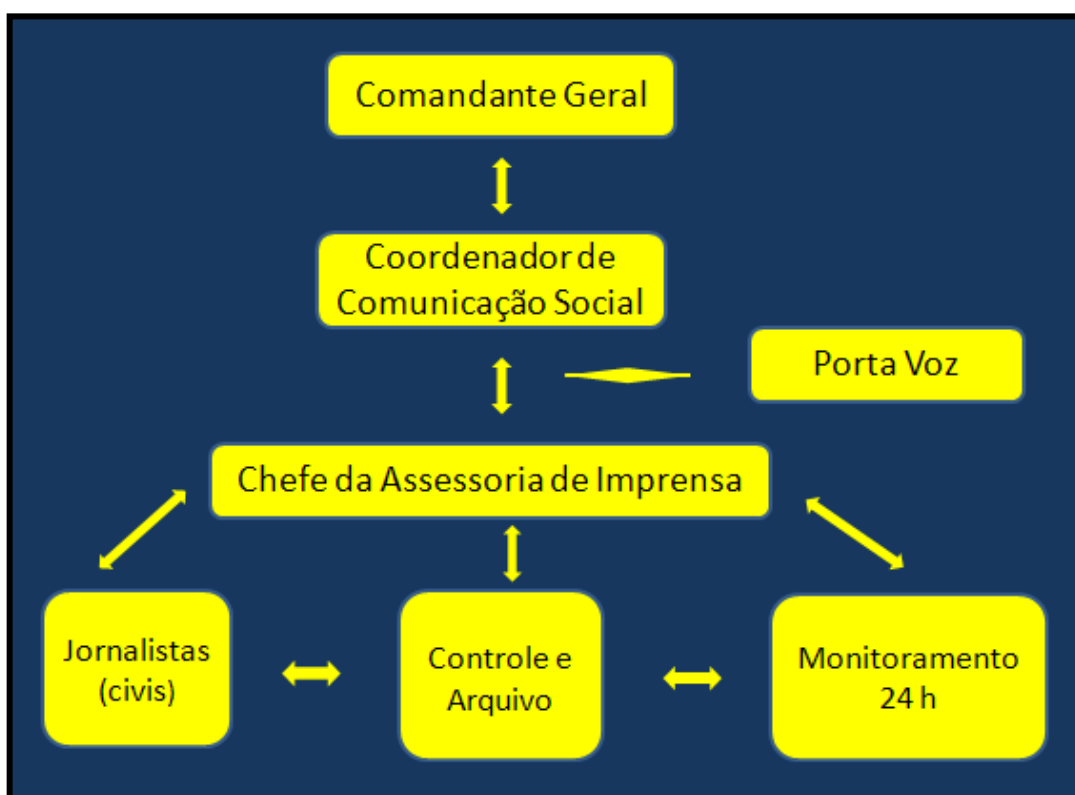 Comandante Geral
Coordenador de
Comunicação Social
Porta Voz
Chefe da Assessoria de Imprensa
Jornalistas
(civis)
Controle e
Arquivo
Monitoramento
24 h